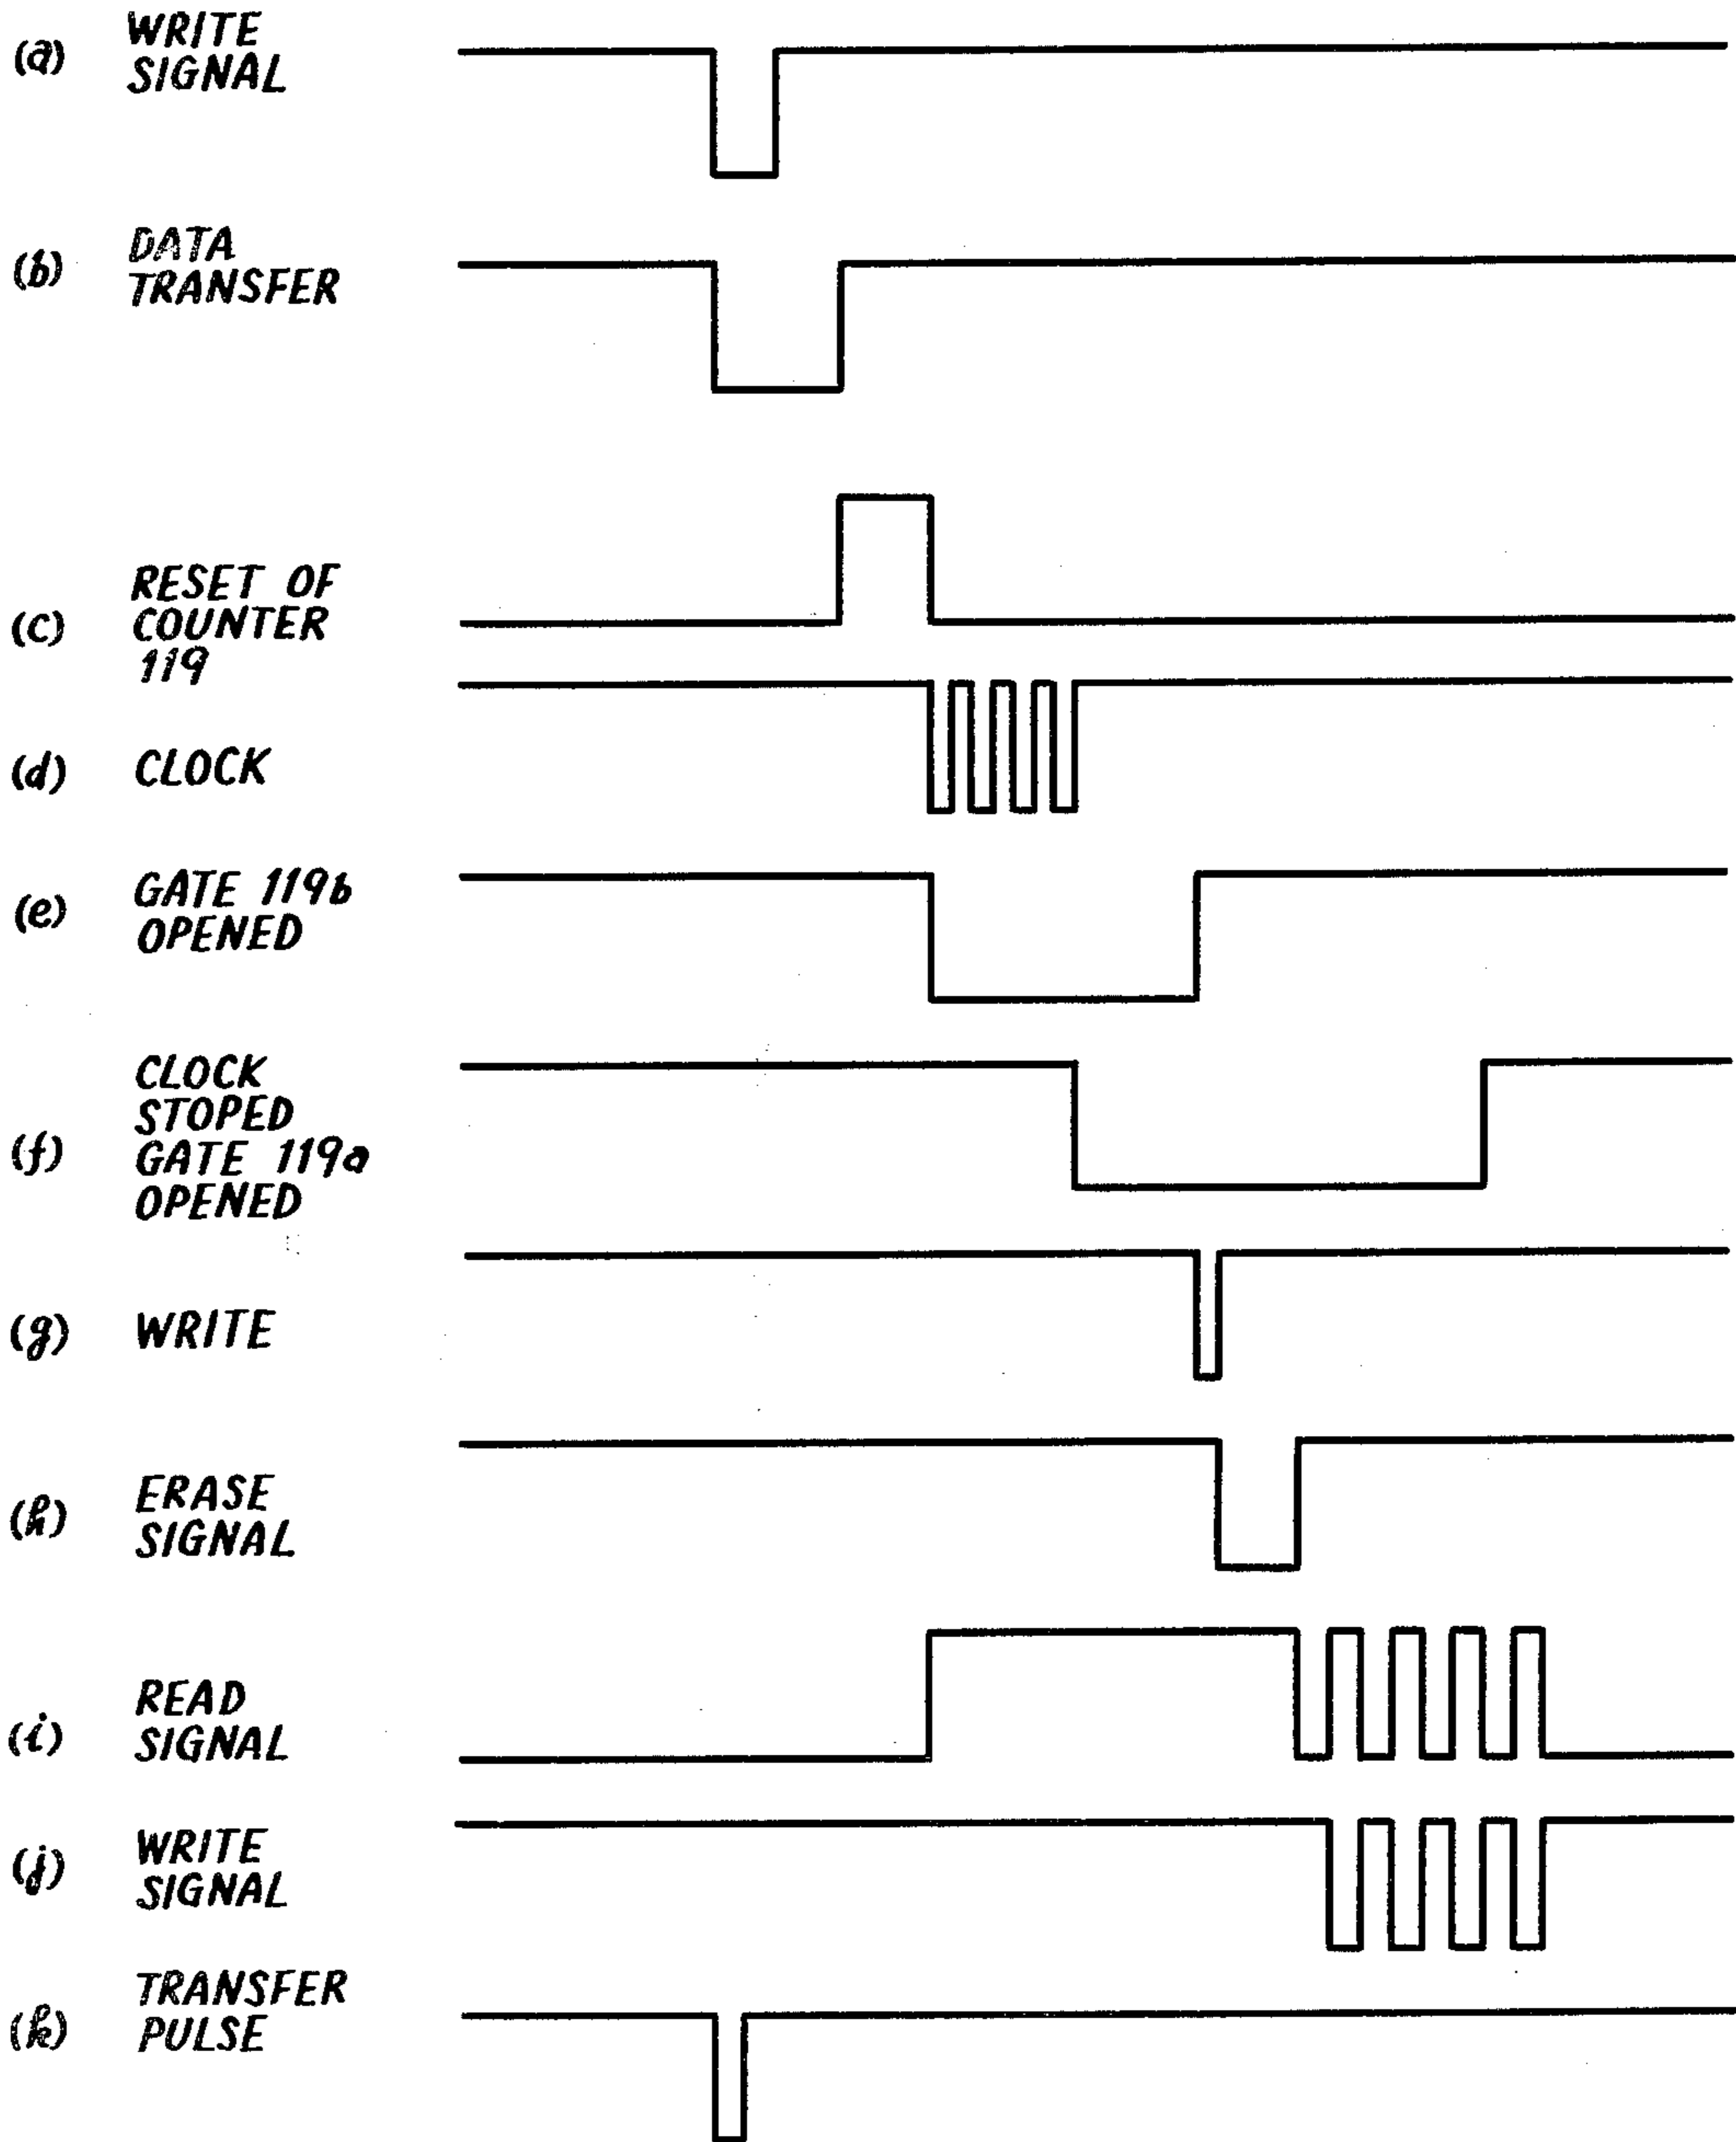 (a) WRITE
SIGNAL
(b) DATA
TRANSFER
(c) RESET OF
COUNTER
119
(d) CLOCK
(e) GATE 119b
OPENED
(f) CLOCK
STOPED
GATE 119a
OPENED
(g) WRITE
(h) ERASE
SIGNAL
(i) READ
SIGNAL
(j) WRITE
SIGNAL
(k) TRANSFER
PULSE